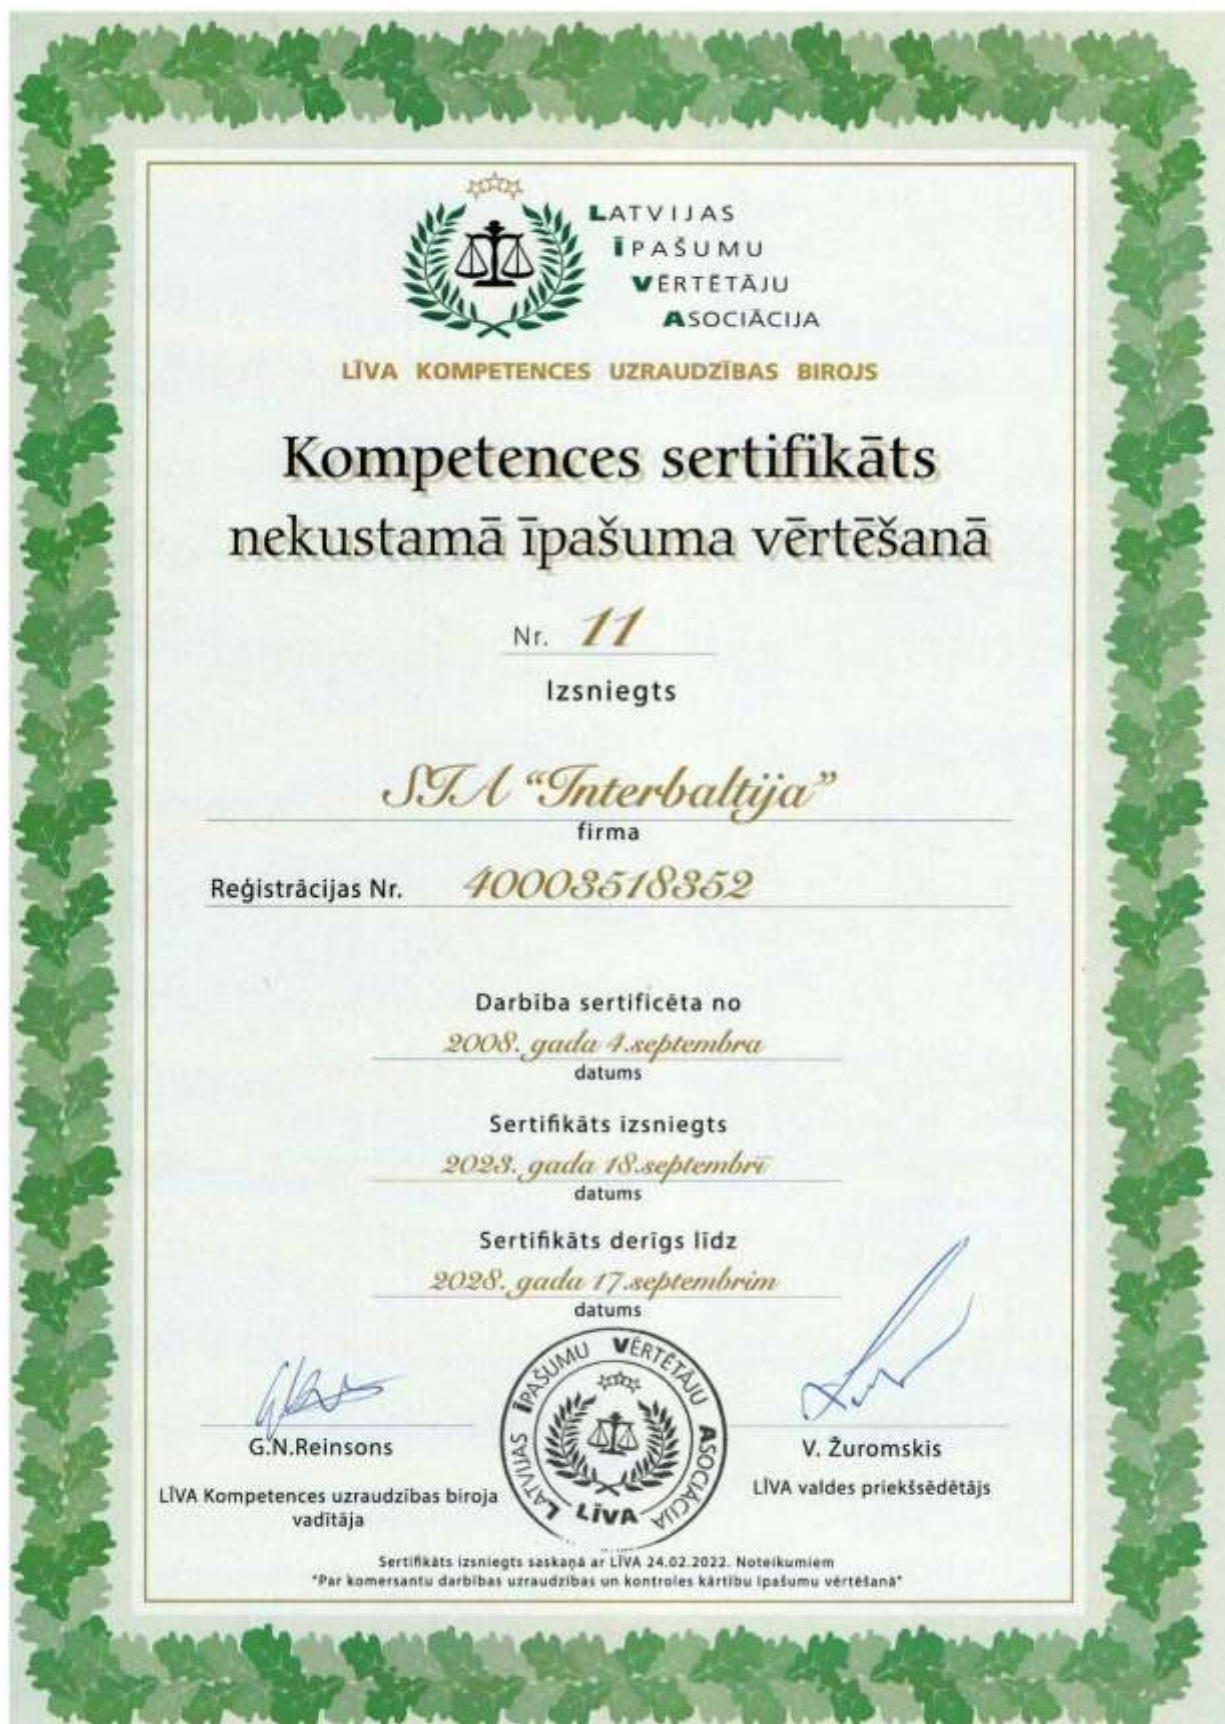 LATVIJAS
ĪPAŠUMU
VĒRTĒTĀJU
ASOCIĀCIJA
LĪVA KOMPETENCES UZRAUDZĪBAS BIROJS
Kompetences sertifikāts
nekustamā īpašuma vērtēšanā
Nr. 11
Izsniegts
SIA “Interbaltija”
firma
Reģistrācijas Nr. 40003518352
Darbība sertificēta no
2008. gada 4.septembra
datums
Sertifikāts izsniegts
2023. gada 18.septembrī
datums
Sertifikāts derīgs līdz
2028. gada 17.septembrim
datums
LATVIJAS ĪPAŠUMU VĒRTĒTĀJU ASOCIĀCIJA
LĪVA
G.N.Reinsons
LĪVA Kompetences uzraudzības biroja
vadītāja
V. Žuromskis
LĪVA valdes priekšsēdētājs
Sertifikāts izsniegts saskaņā ar LĪVA 24.02.2022. Noteikumiem
"Par komersantu darbības uzraudzības un kontroles kārtību īpašumu vērtēšanā"